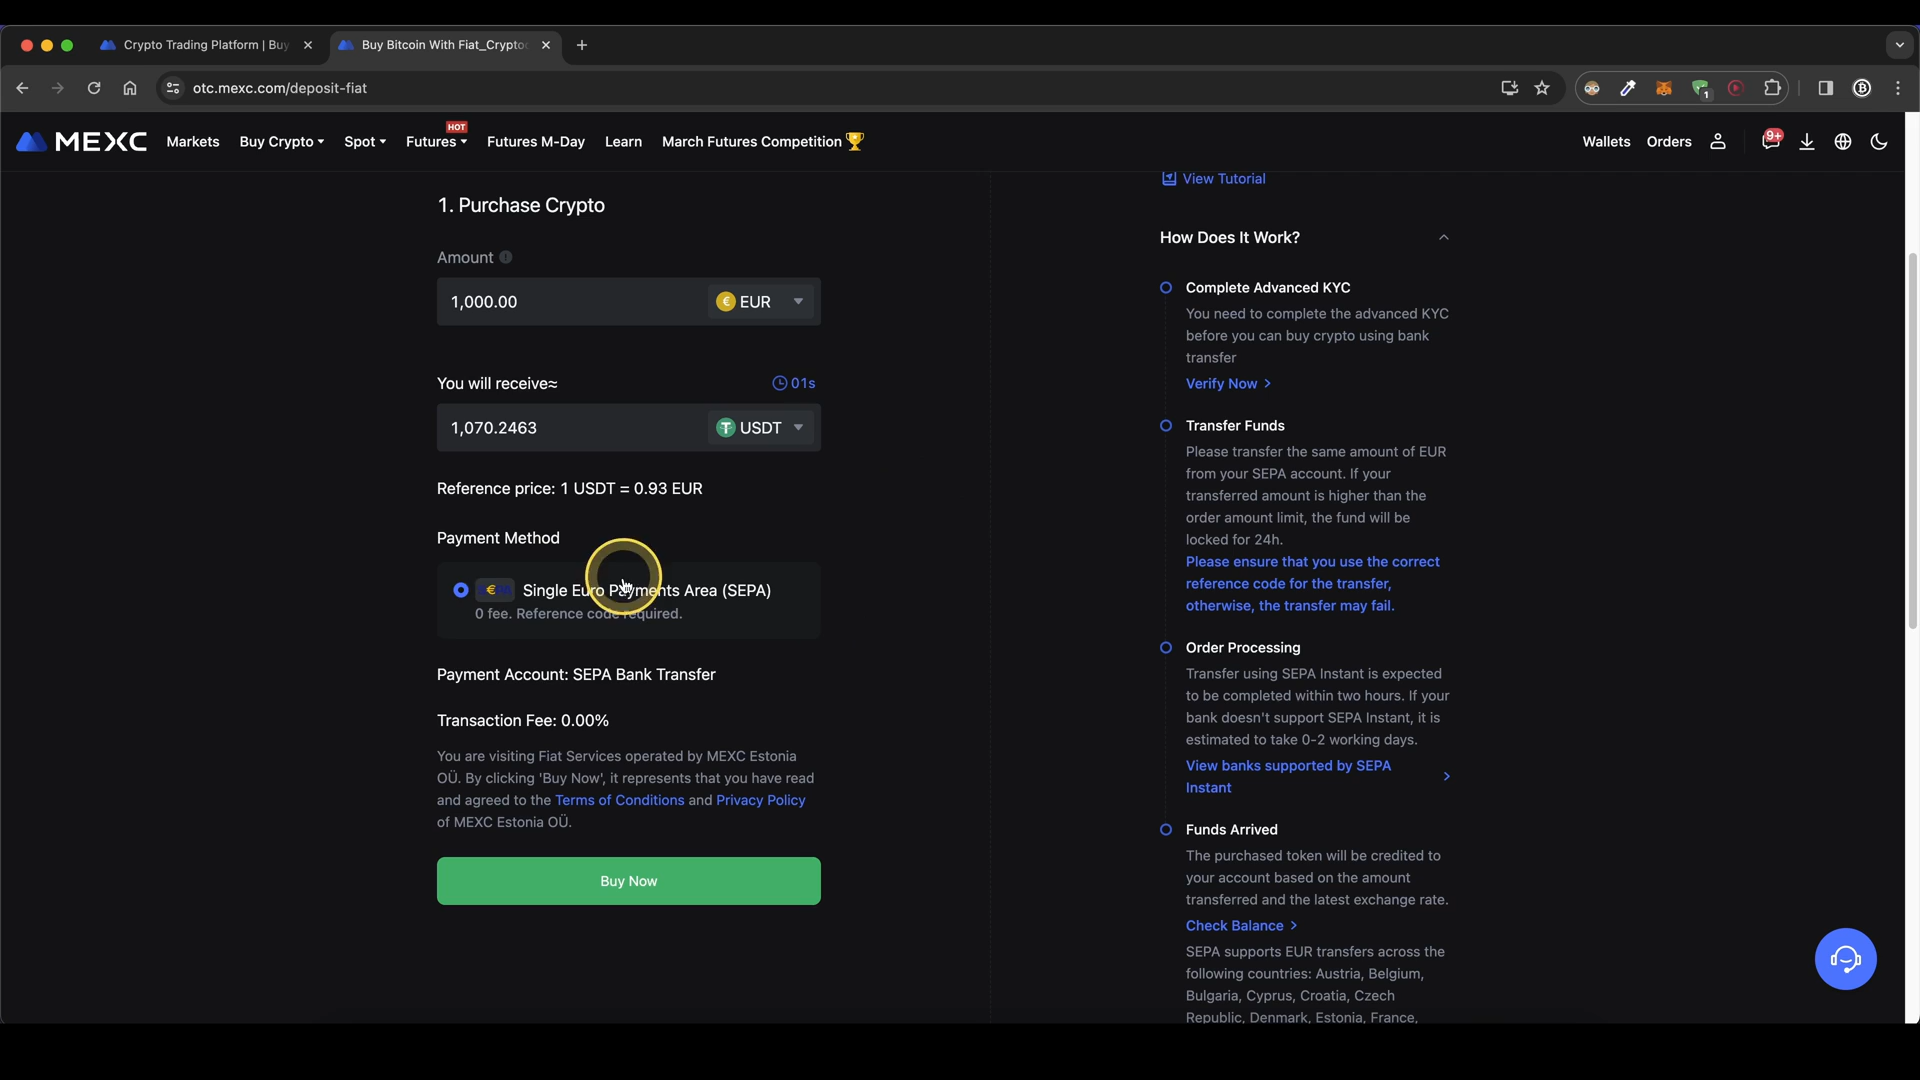 Crypto Trading Platform | Buy
Buy Bitcoin With Fiat_Crypto
otc.mexc.com/deposit-fiat
1
MEXC
Markets
Buy Crypto
Spot
Futures
HOT
Futures M-Day
Learn
March Futures Competition
Wallets
Orders
9+
1. Purchase Crypto
Amount
1,000.00
EUR
You will receive≈
01s
1,070.2463
USDT
Reference price: 1 USDT = 0.93 EUR
Payment Method
Single Euro Payments Area (SEPA)
0 fee. Reference code required.
Payment Account: SEPA Bank Transfer
Transaction Fee: 0.00%
You are visiting Fiat Services operated by MEXC Estonia
OÜ. By clicking 'Buy Now', it represents that you have read
and agreed to the Terms of Conditions and Privacy Policy
of MEXC Estonia OÜ.
Buy Now
View Tutorial
How Does It Work?
Complete Advanced KYC
You need to complete the advanced KYC
before you can buy crypto using bank
transfer
Verify Now >
Transfer Funds
Please transfer the same amount of EUR
from your SEPA account. If your
transferred amount is higher than the
order amount limit, the fund will be
locked for 24h.
Please ensure that you use the correct
reference code for the transfer,
otherwise, the transfer may fail.
Order Processing
Transfer using SEPA Instant is expected
to be completed within two hours. If your
bank doesn't support SEPA Instant, it is
estimated to take 0-2 working days.
View banks supported by SEPA
Instant
Funds Arrived
The purchased token will be credited to
your account based on the amount
transferred and the latest exchange rate.
Check Balance >
SEPA supports EUR transfers across the
following countries: Austria, Belgium,
Bulgaria, Cyprus, Croatia, Czech
Republic, Denmark, Estonia, France,